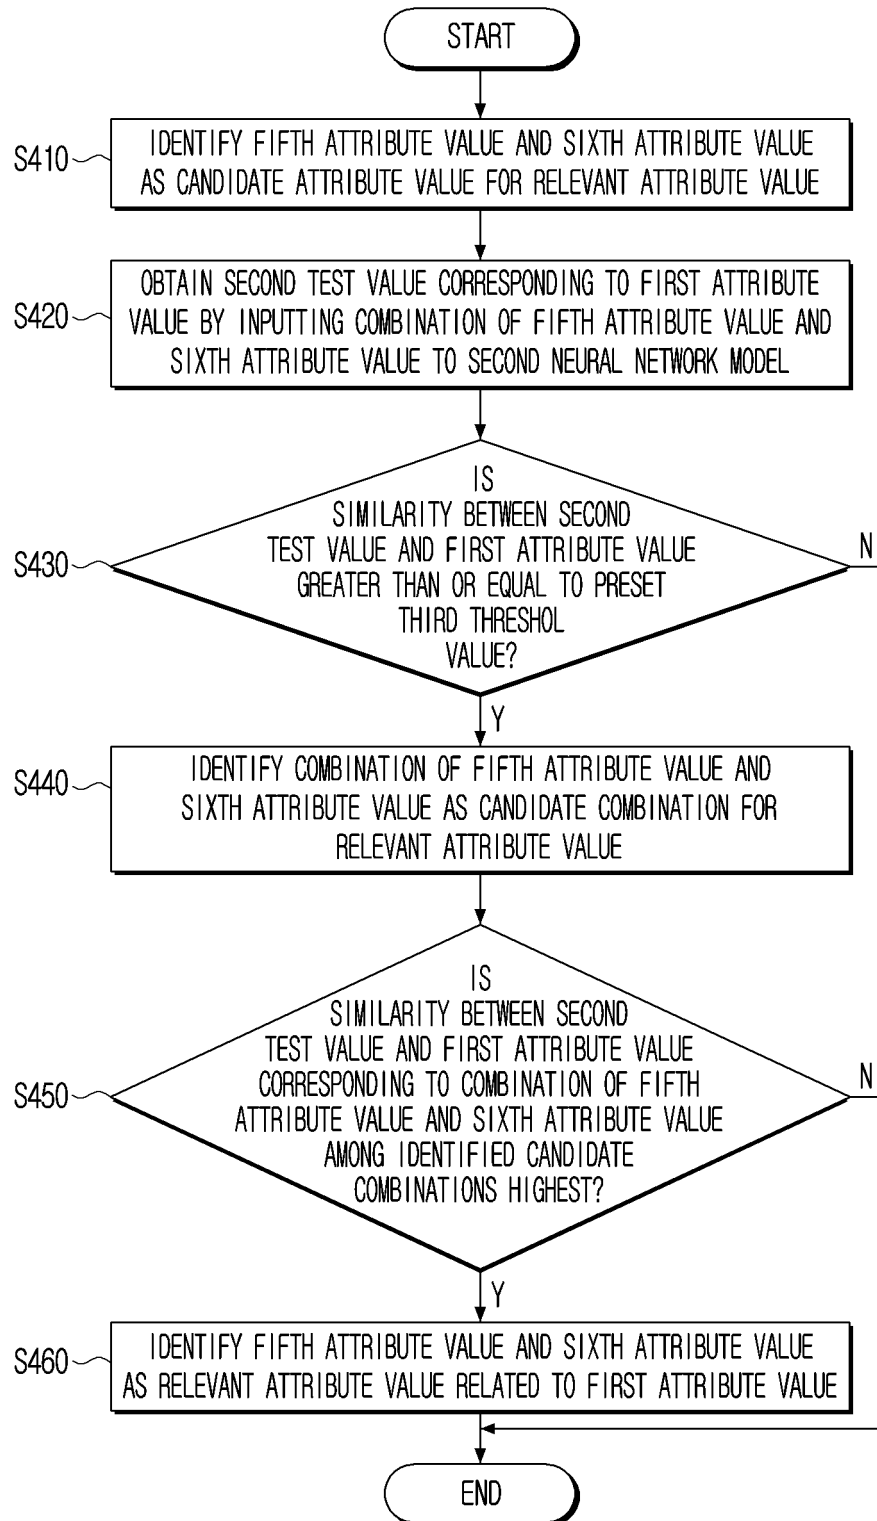 START
S410
IDENTIFY FIFTH ATTRIBUTE VALUE AND SIXTH ATTRIBUTE VALUE
AS CANDIDATE ATTRIBUTE VALUE FOR RELEVANT ATTRIBUTE VALUE
S420
OBTAIN SECOND TEST VALUE CORRESPONDING TO FIRST ATTRIBUTE
VALUE BY INPUTTING COMBINATION OF FIFTH ATTRIBUTE VALUE AND
SIXTH ATTRIBUTE VALUE TO SECOND NEURAL NETWORK MODEL
S430
IS
SIMILARITY BETWEEN SECOND
TEST VALUE AND FIRST ATTRIBUTE VALUE
GREATER THAN OR EQUAL TO PRESET
THIRD THRESHOL
VALUE?
N
Y
S440
IDENTIFY COMBINATION OF FIFTH ATTRIBUTE VALUE AND
SIXTH ATTRIBUTE VALUE AS CANDIDATE COMBINATION FOR
RELEVANT ATTRIBUTE VALUE
S450
IS
SIMILARITY BETWEEN SECOND
TEST VALUE AND FIRST ATTRIBUTE VALUE
CORRESPONDING TO COMBINATION OF FIFTH
ATTRIBUTE VALUE AND SIXTH ATTRIBUTE VALUE
AMONG IDENTIFIED CANDIDATE
COMBINATIONS HIGHEST?
N
Y
S460
IDENTIFY FIFTH ATTRIBUTE VALUE AND SIXTH ATTRIBUTE VALUE
AS RELEVANT ATTRIBUTE VALUE RELATED TO FIRST ATTRIBUTE VALUE
END